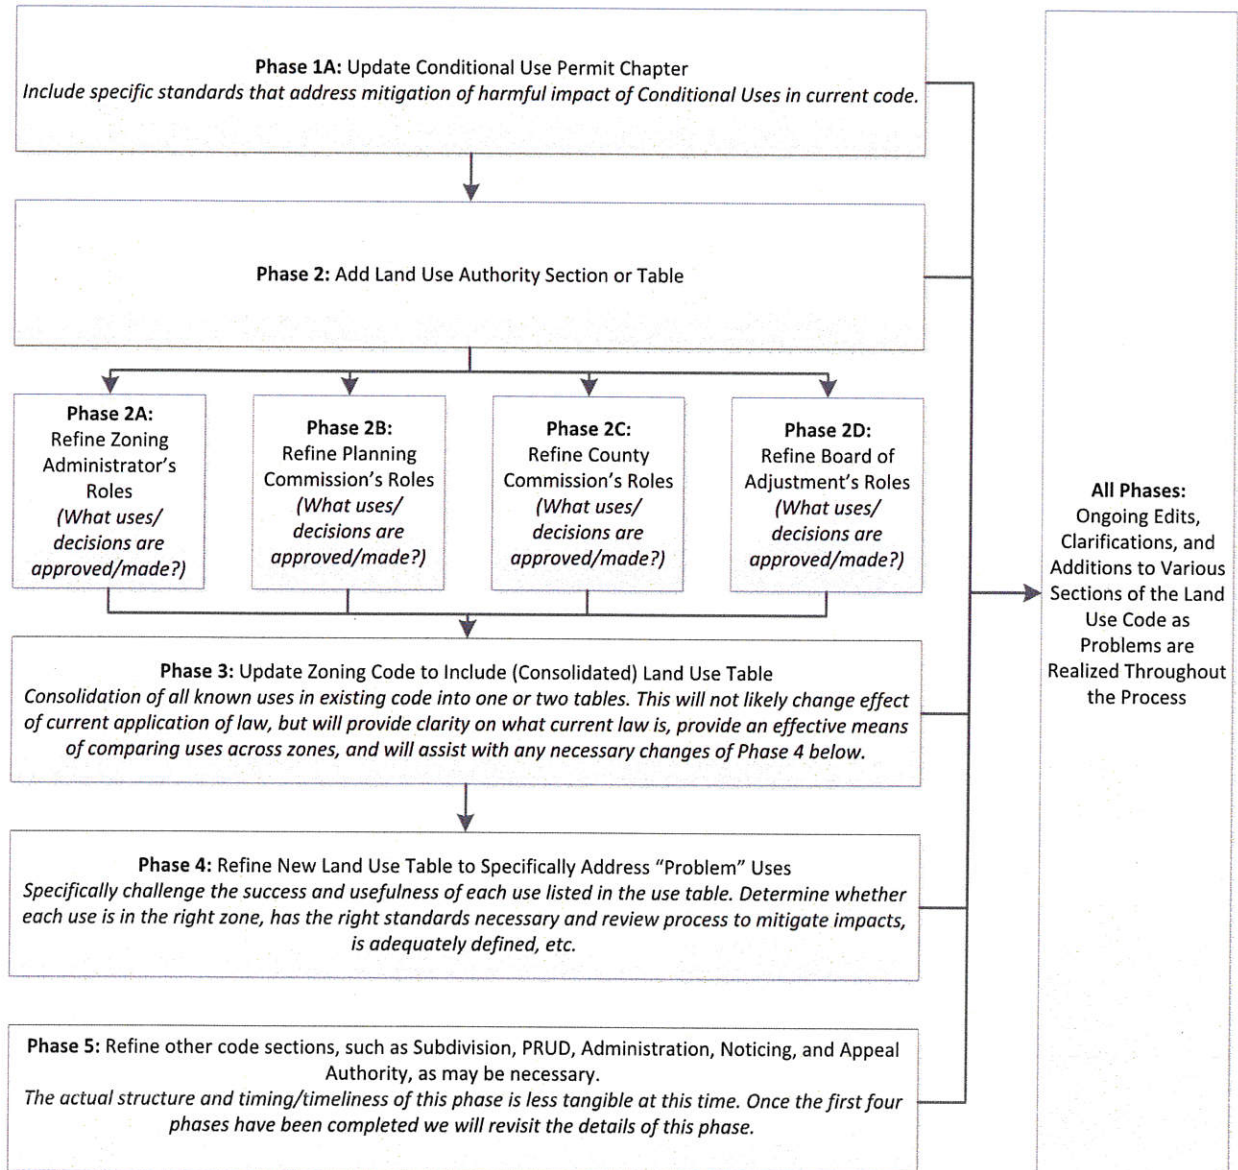 Phase 1A: Update Conditional Use Permit Chapter
Include specific standards that address mitigation of harmful impact of Conditional Uses in current code.
Phase 2: Add Land Use Authority Section or Table
Phase 2A:
Refine Zoning
Administrator's
Roles
(What uses/
decisions are
approved/made?)
Phase 2B:
Refine Planning
Commission's Roles
(What uses/
decisions are
approved/made?)
Phase 2C:
Refine County
Commission's Roles
(What uses/
decisions are
approved/made?)
Phase 2D:
Refine Board of
Adjustment's Roles
(What uses/
decisions are
approved/made?)
Phase 3: Update Zoning Code to Include (Consolidated) Land Use Table
Consolidation of all known uses in existing code into one or two tables. This will not likely change effect
of current application of law, but will provide clarity on what current law is, provide an effective means
of comparing uses across zones, and will assist with any necessary changes of Phase 4 below.
Phase 4: Refine New Land Use Table to Specifically Address “Problem” Uses
Specifically challenge the success and usefulness of each use listed in the use table. Determine whether
each use is in the right zone, has the right standards necessary and review process to mitigate impacts,
is adequately defined, etc.
Phase 5: Refine other code sections, such as Subdivision, PRUD, Administration, Noticing, and Appeal
Authority, as may be necessary.
The actual structure and timing/timeliness of this phase is less tangible at this time. Once the first four
phases have been completed we will revisit the details of this phase.
All Phases:
Ongoing Edits,
Clarifications, and
Additions to Various
Sections of the Land
Use Code as
Problems are
Realized Throughout
the Process